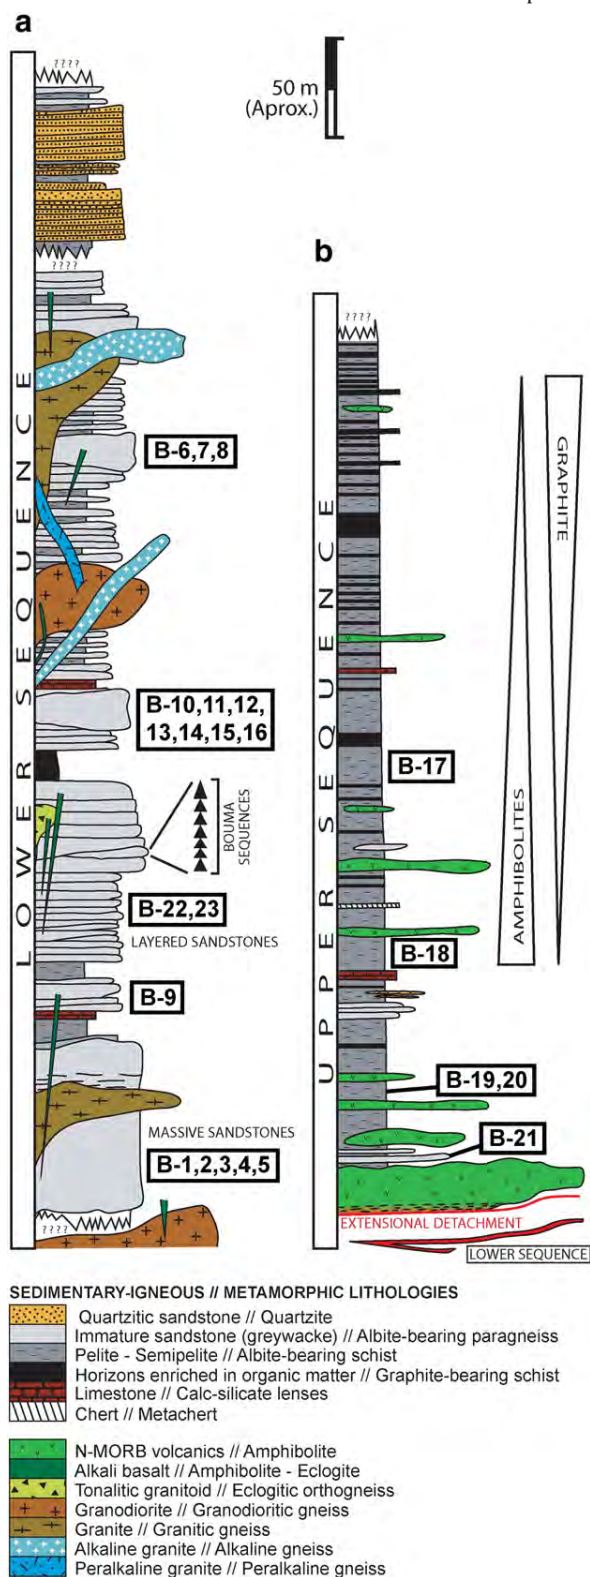 a
????
50 m
(Aprox.)
????
b
????
LOWER SEQUENCE
B-6,7,8
B-10,11,12,
13,14,15,16
BOUMA
SEQUENCES
B-22,23
LAYERED SANDSTONES
B-9
MASSIVE SANDSTONES
B-1,2,3,4,5
????
UPPER SEQUENCE
GRAPHITE
AMPHIBOLITES
B-17
B-18
B-19,20
B-21
EXTENSIONAL DETACHMENT
LOWER SEQUENCE
SEDIMENTARY-IGNEOUS // METAMORPHIC LITHOLOGIES
Quartzitic sandstone // Quartzite
Immature sandstone (greywacke) // Albite-bearing paragneiss
Pelite - Semipelite // Albite-bearing schist
Horizons enriched in organic matter // Graphite-bearing schist
Limestone // Calc-silicate lenses
Chert // Metachert
N-MORB volcanics // Amphibolite
Alkali basalt // Amphibolite - Eclogite
Tonalitic granitoid // Eclogitic orthogneiss
Granodiorite // Granodioritic gneiss
Granite // Granitic gneiss
Alkaline granite // Alkaline gneiss
Peralkaline granite // Peralkaline gneiss